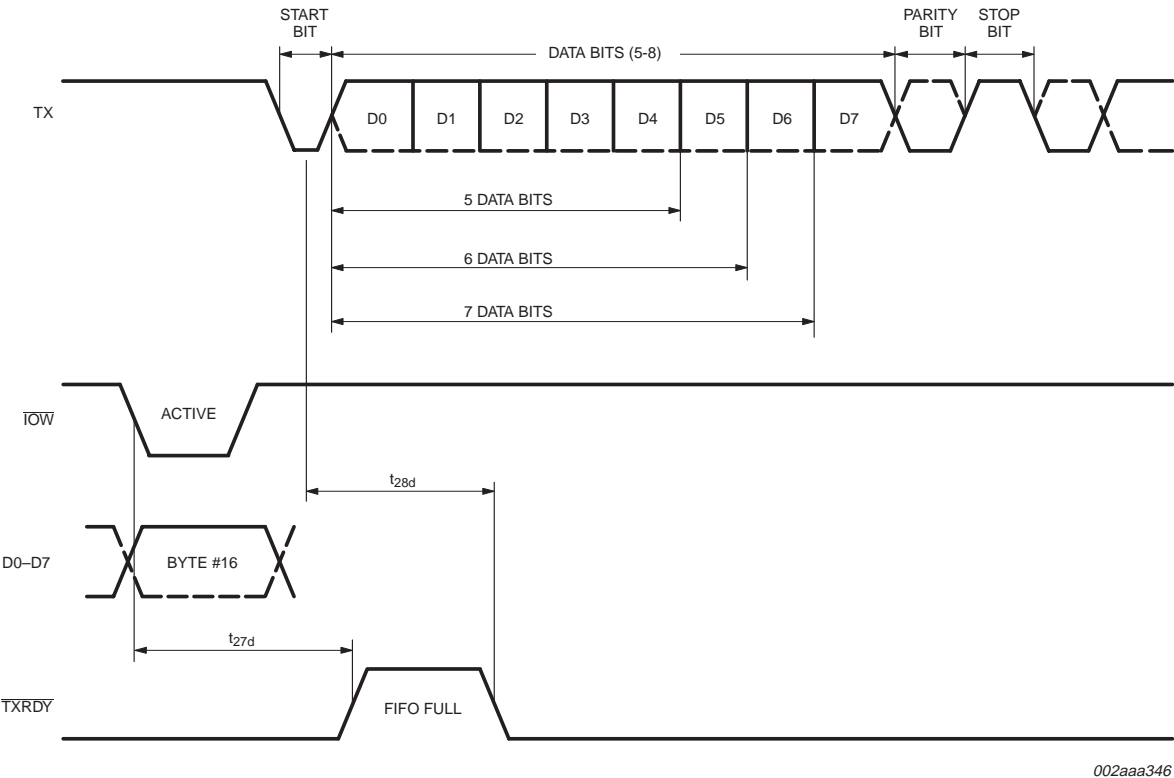 START
BIT
DATA BITS (5-8)
PARITY
BIT
STOP
BIT
TX
D0 D1 D2 D3 D4 D5 D6 D7
5 DATA BITS
6 DATA BITS
7 DATA BITS
IOW
ACTIVE
t28d
D0–D7
BYTE #16
t27d
TXRDY
FIFO FULL
002aaa346